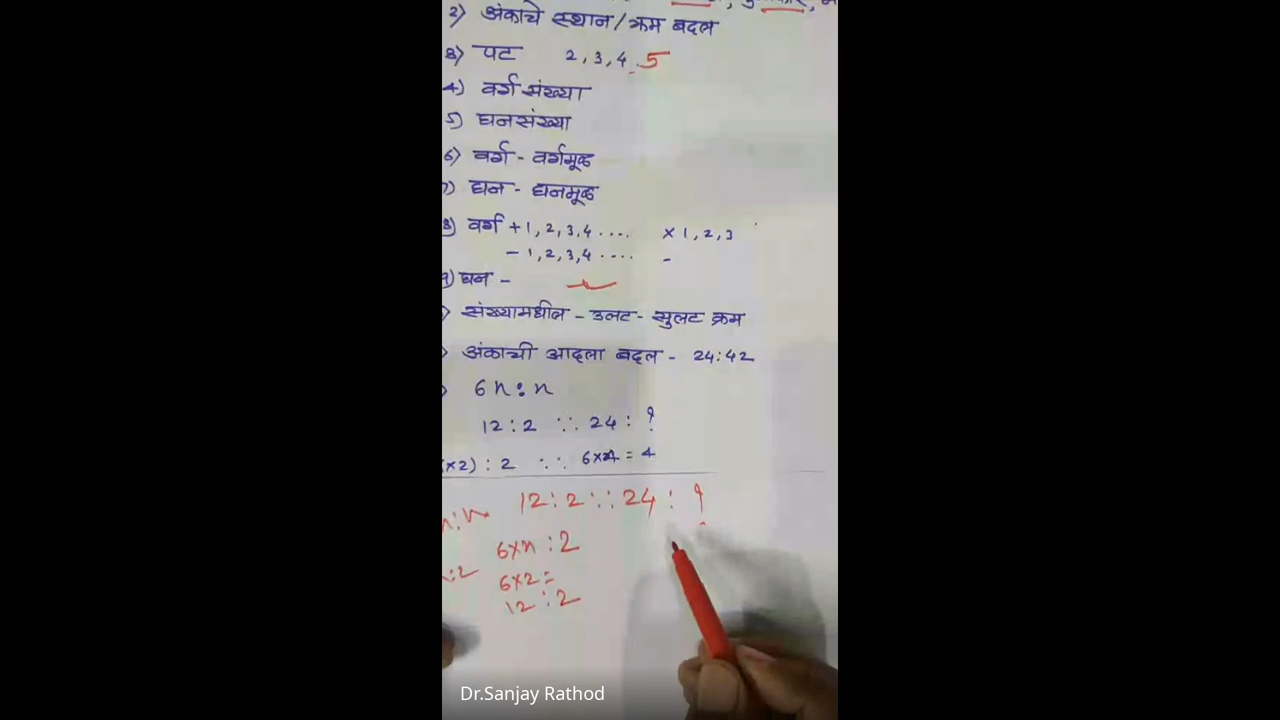 2) अंकाचे स्थान / क्रम बदल
3) पट 2, 3, 4, 5
4) वर्ग संख्या
5) घनसंख्या
6) वर्ग - वर्गमूळ
7) घन - घनमूळ
8) वर्ग + 1, 2, 3, 4 .... × 1, 2, 3
- 1, 2, 3, 4 .... -
9) घन -
) संख्यामधील - उलट - सुलट क्रम
) अंकाची आदला बदल - 24:42
) 6n:n
12 : 2 :: 24 : ?
×2) : 2 :: 6×4 = 4
n:n 12 : 2 :: 24 : ?
6×n : 2
:2 6×2 =
12 : 2
Dr.Sanjay Rathod